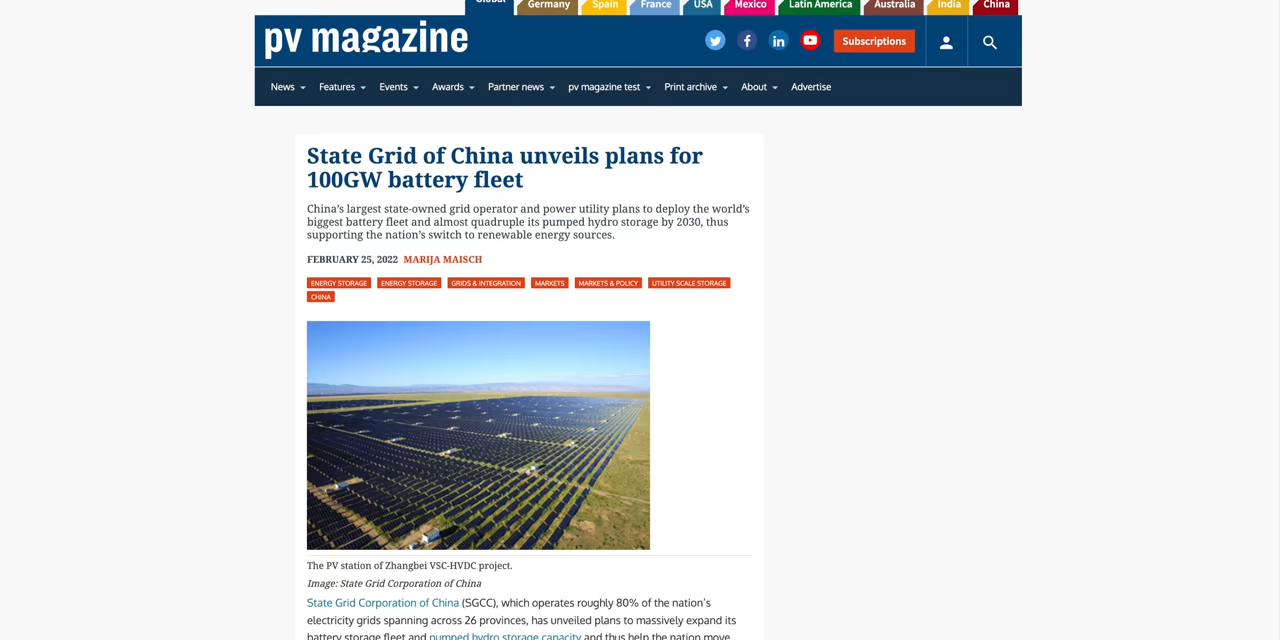 Global Germany Spain France USA Mexico Latin America Australia India China
pv magazine
Subscriptions
News Features Events Awards Partner news pv magazine test Print archive About Advertise
State Grid of China unveils plans for
100GW battery fleet
China’s largest state-owned grid operator and power utility plans to deploy the world’s
biggest battery fleet and almost quadruple its pumped hydro storage by 2030, thus
supporting the nation’s switch to renewable energy sources.
FEBRUARY 25, 2022 MARIJA MAISCH
ENERGY STORAGE ENERGY STORAGE GRIDS & INTEGRATION MARKETS MARKETS & POLICY UTILITY SCALE STORAGE
CHINA
The PV station of Zhangbei VSC-HVDC project.
Image: State Grid Corporation of China
State Grid Corporation of China (SGCC), which operates roughly 80% of the nation’s
electricity grids spanning across 26 provinces, has unveiled plans to massively expand its
battery storage fleet and pumped hydro storage capacity and thus help the nation move